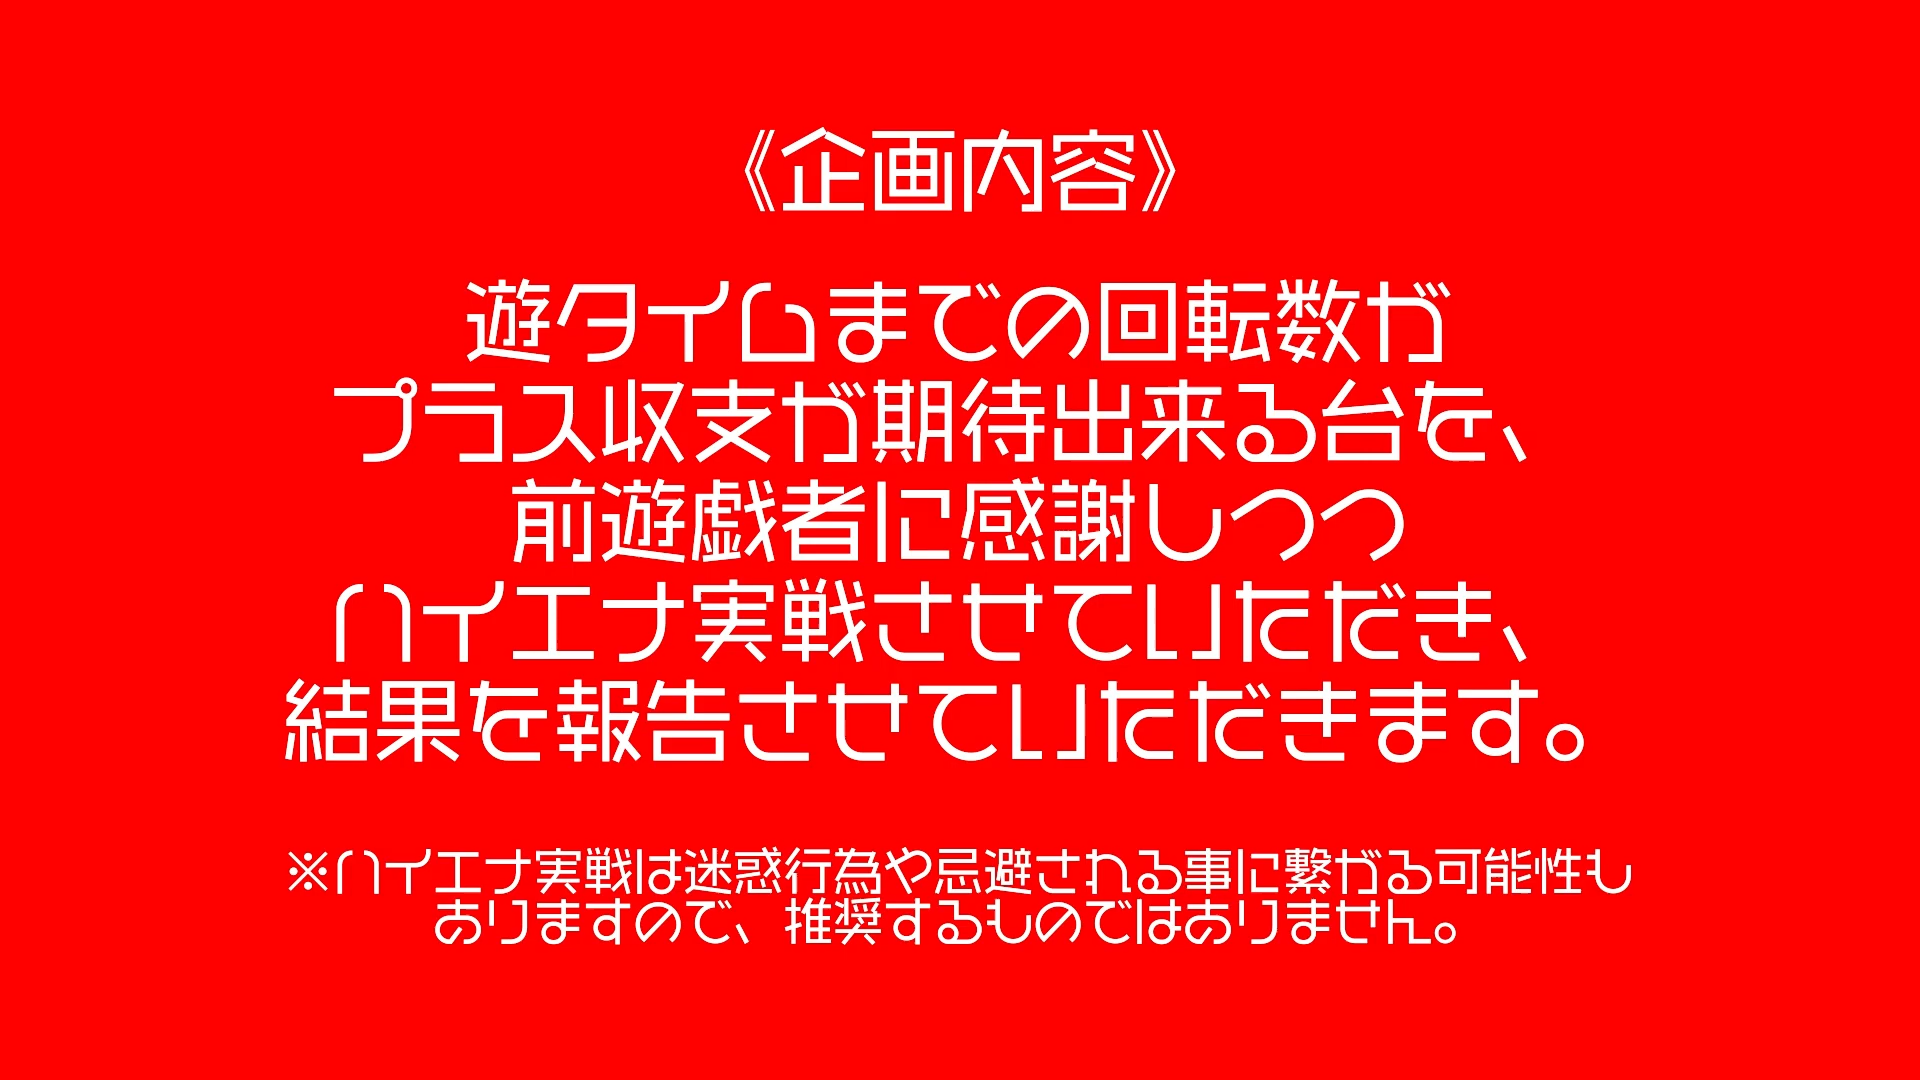 《企画内容》
遊タイムまでの回転数が
プラス収支が期待出来る台を、
前遊戯者に感謝しつつ
ハイエナ実戦させていただき、
結果を報告させていただきます。
※ハイエナ実戦は迷惑行為や忌避される事に繋がる可能性も
ありますので、推奨するものではありません。